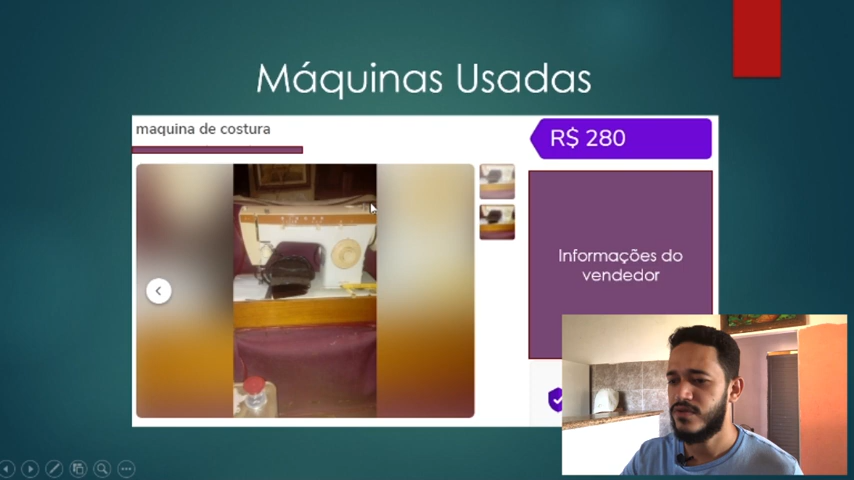 Máquinas Usadas
maquina de costura
R$ 280
Informações do
vendedor